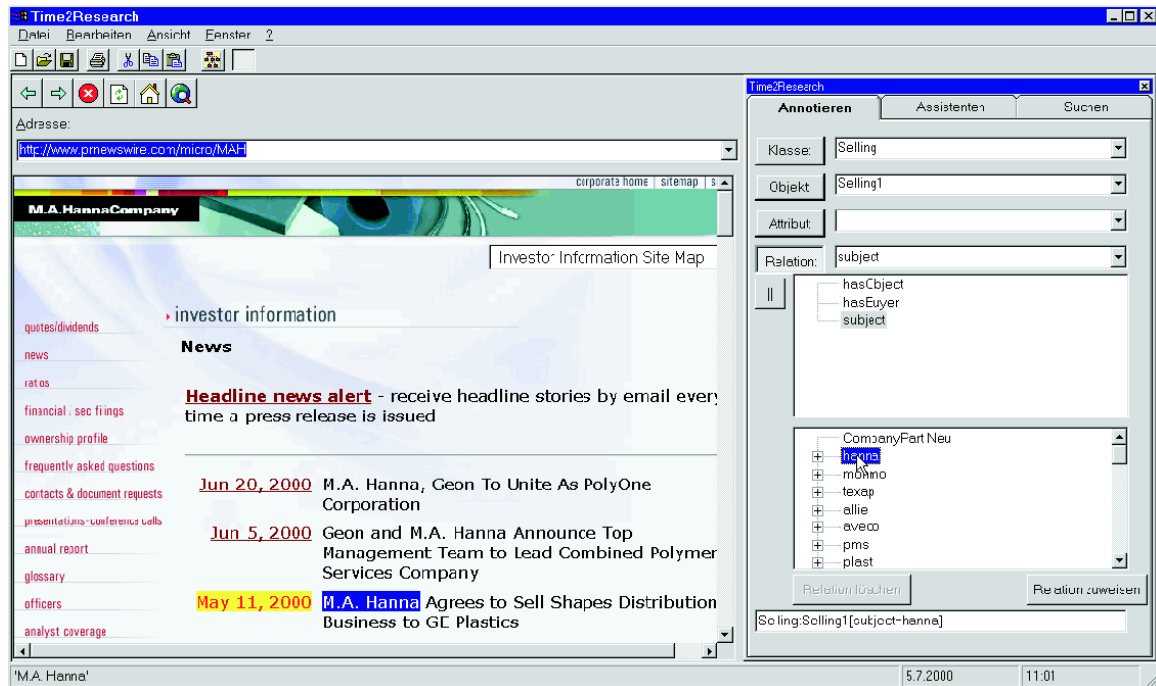 Time2Research
Datei Bearbeiten Ansicht Fenster ?
Adresse:
http://www.prnewswire.com/micro/MAH
corporate home | sitemap | s
M.A.HannaCompany
Investor Information Site Map
investor information
News
Headline news alert - receive headline stories by email every
time a press release is issued
quotes/dividends
news
ratios
financial / sec filings
ownership profile
frequently asked questions
contacts & document requests
presentations-conference calls
annual report
glossary
officers
analyst coverage
Jun 20, 2000 M.A. Hanna, Geon To Unite As PolyOne
Corporation
Jun 5, 2000 Geon and M.A. Hanna Announce Top
Management Team to Lead Combined Polymer
Services Company
May 11, 2000 M.A. Hanna Agrees to Sell Shapes Distribution
Business to GE Plastics
Time2Research
Annotieren Assistenten Suchen
Klasse: Selling
Objekt Selling1
Attribut:
Relation: subject
||
hasObject
hasBuyer
subject
CompanyPart Neu
hanna
texap
allie
aveco
pms
plast
Relation löschen Relation zuweisen
Selling:Selling1[subject-hanna]
'M.A. Hanna' 5.7.2000 11:01